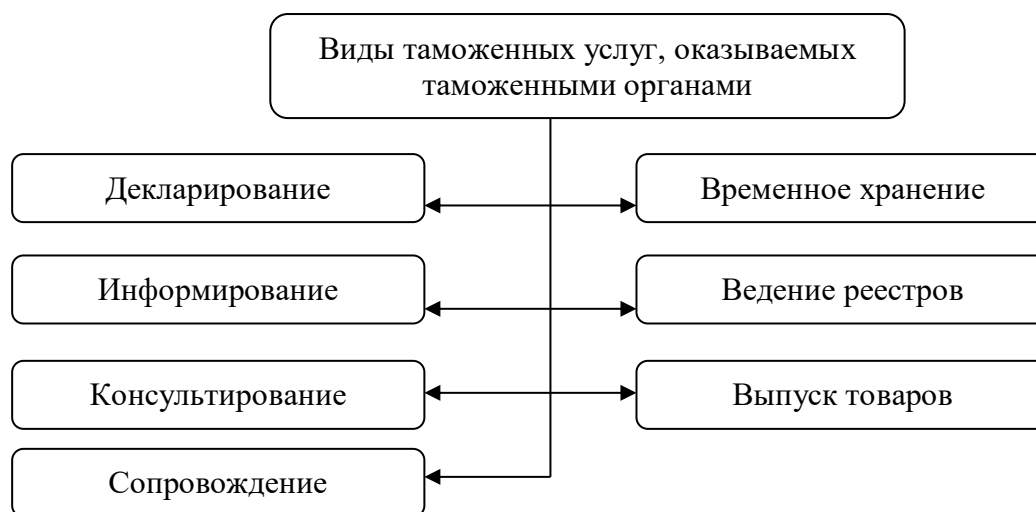 Виды таможенных услуг, оказываемых
таможенными органами
Декларирование
Временное хранение
Информирование
Ведение реестров
Консультирование
Выпуск товаров
Сопровождение